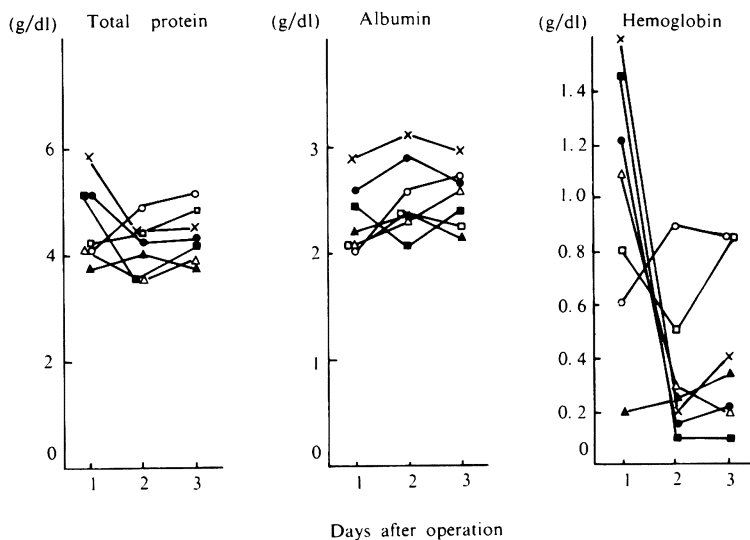 (g/dl) Total protein
6
4
2
0
1 2 3
(g/dl) Albumin
3
2
1
0
1 2 3
(g/dl) Hemoglobin
1.4
1.2
1.0
0.8
0.6
0.4
0.2
0
1 2 3
Days after operation